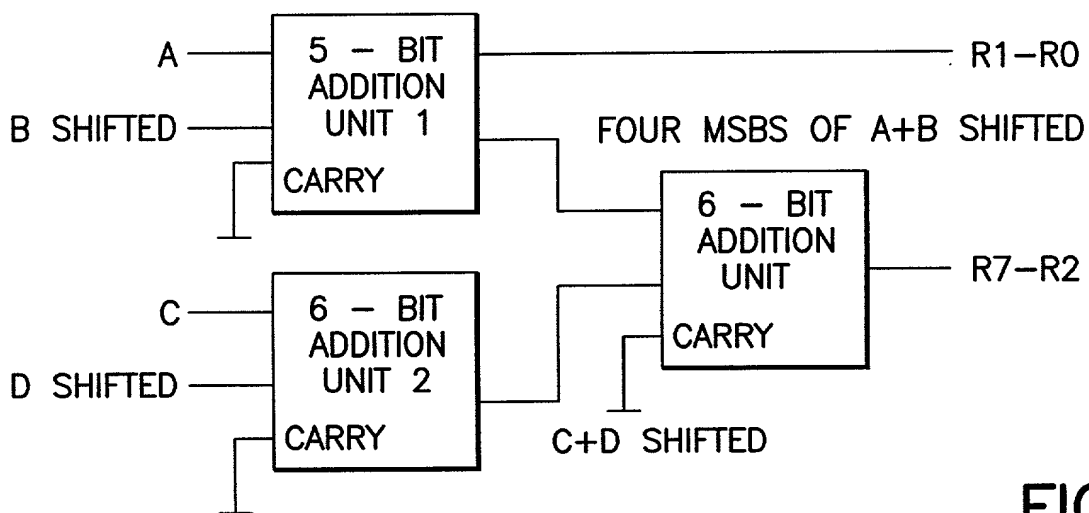 A
B SHIFTED
5 - BIT
ADDITION
UNIT 1
CARRY
R1-R0
FOUR MSBS OF A+B SHIFTED
6 - BIT
ADDITION
UNIT
CARRY
R7-R2
C
D SHIFTED
6 - BIT
ADDITION
UNIT 2
CARRY
C+D SHIFTED